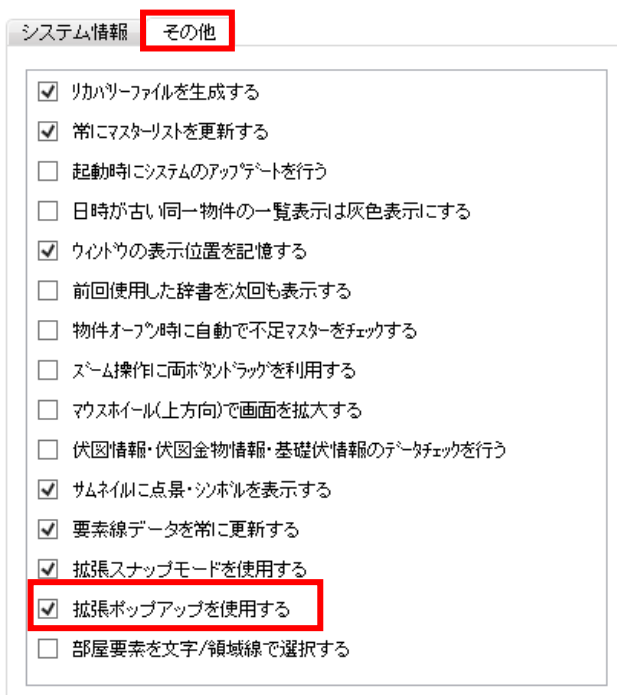 システム情報 その他
リカバリーファイルを生成する
常にマスターリストを更新する
起動時にシステムのアップデートを行う
日時が古い同一物件の一覧表示は灰色表示にする
ウィンドウの表示位置を記憶する
前回使用した辞書を次回も表示する
物件オープン時に自動で不足マスターをチェックする
ズーム操作に両ボタンドラッグを利用する
マウスホイール(上方向)で画面を拡大する
伏図情報・伏図金物情報・基礎伏情報のデータチェックを行う
サムネイルに点景・シンボルを表示する
要素線データを常に更新する
拡張スナップモードを使用する
拡張ポップアップを使用する
部屋要素を文字/領域線で選択する